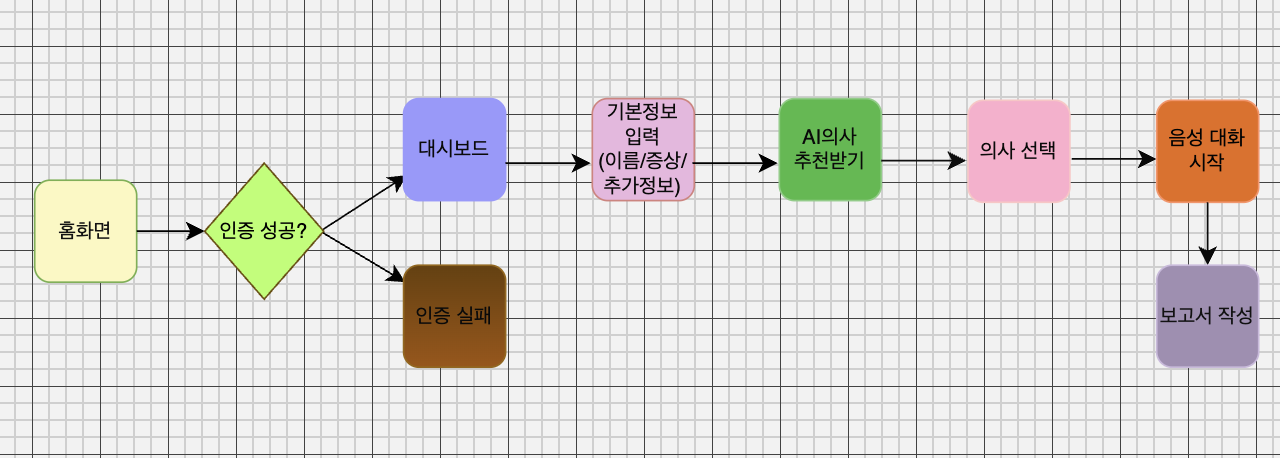 홈화면
인증 성공?
대시보드
인증 실패
기본정보
입력
(이름/증상/
추가정보)
AI의사
추천받기
의사 선택
음성 대화
시작
보고서 작성